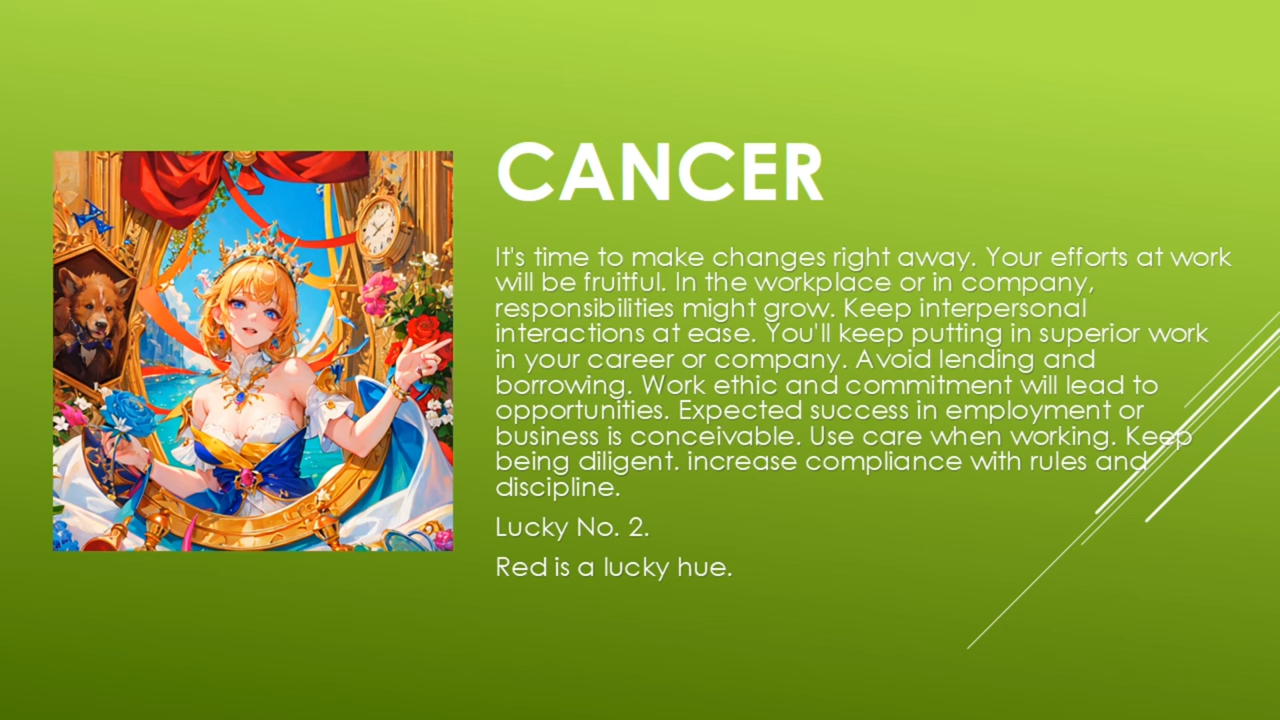 CANCER
It's time to make changes right away. Your efforts at work
will be fruitful. In the workplace or in company,
responsibilities might grow. Keep interpersonal
interactions at ease. You'll keep putting in superior work
in your career or company. Avoid lending and
borrowing. Work ethic and commitment will lead to
opportunities. Expected success in employment or
business is conceivable. Use care when working. Keep
being diligent. increase compliance with rules and
discipline.
Lucky No. 2.
Red is a lucky hue.